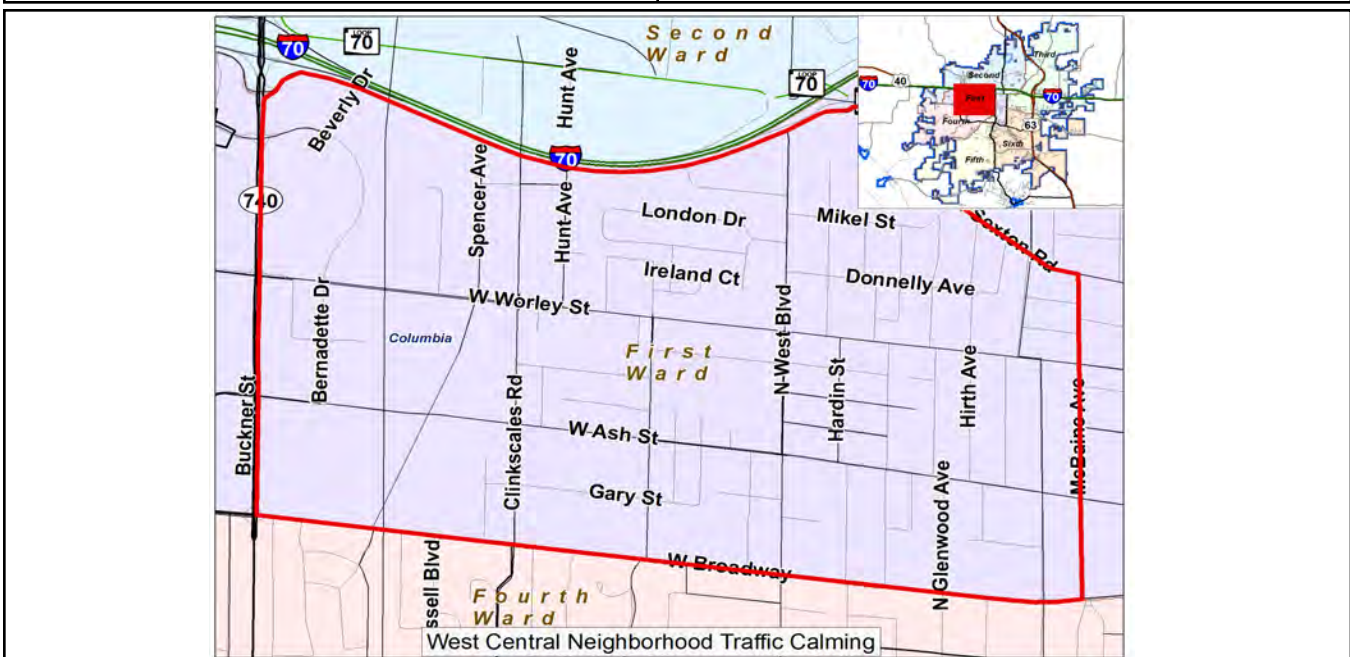 Second
Ward
LOOP
70
70
Beverly Dr
Hunt Ave
LOOP
70
70
40
Second
Third
70
First
Fourth
63
Sixth
Fifth
740
Spencer Ave
70
Hunt Ave
London Dr
Mikel St
Sexton Rd
Ireland Ct
Donnelly Ave
Bernadette Dr
W Worley St
Columbia
First
Ward
N West Blvd
Hardin St
Hirth Ave
McBaine Ave
Buckner St
Clinkscales Rd
W Ash St
Gary St
N Glenwood Ave
W Broadway
ssell Blvd
Fourth
Ward
West Central Neighborhood Traffic Calming